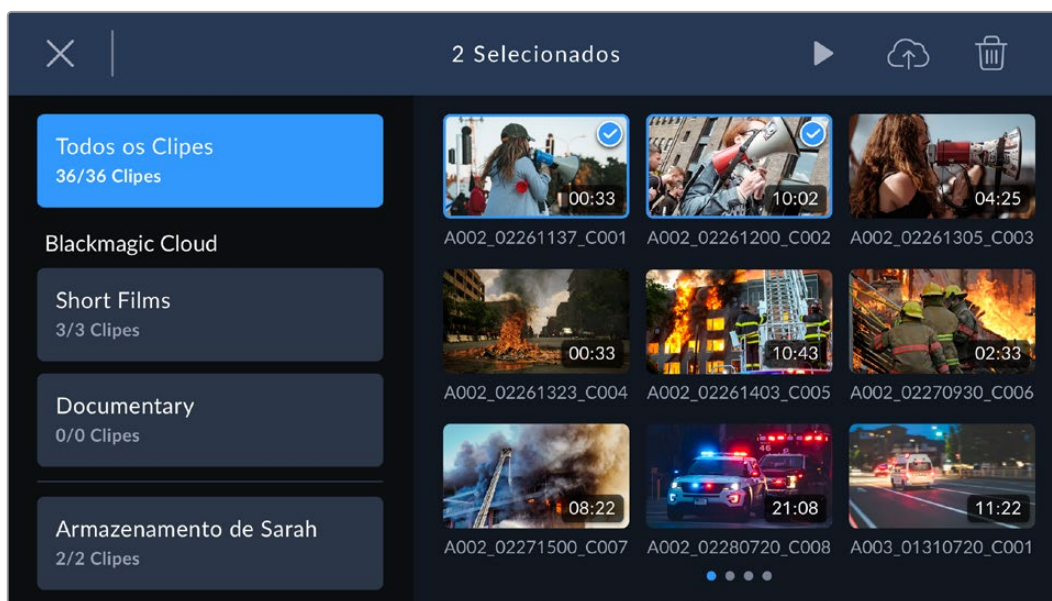 2 Selecionados
Todos os Clipes
36/36 Clipes
Blackmagic Cloud
Short Films
3/3 Clipes
Documentary
0/0 Clipes
Armazenamento de Sarah
2/2 Clipes
00:33
10:02
04:25
A002_02261137_C001
A002_02261200_C002
A002_02261305_C003
00:33
10:43
02:33
A002_02261323_C004
A002_02261403_C005
A002_02270930_C006
46
08:22
21:08
11:22
A002_02271500_C007
A002_02280720_C008
A003_01310720_C001